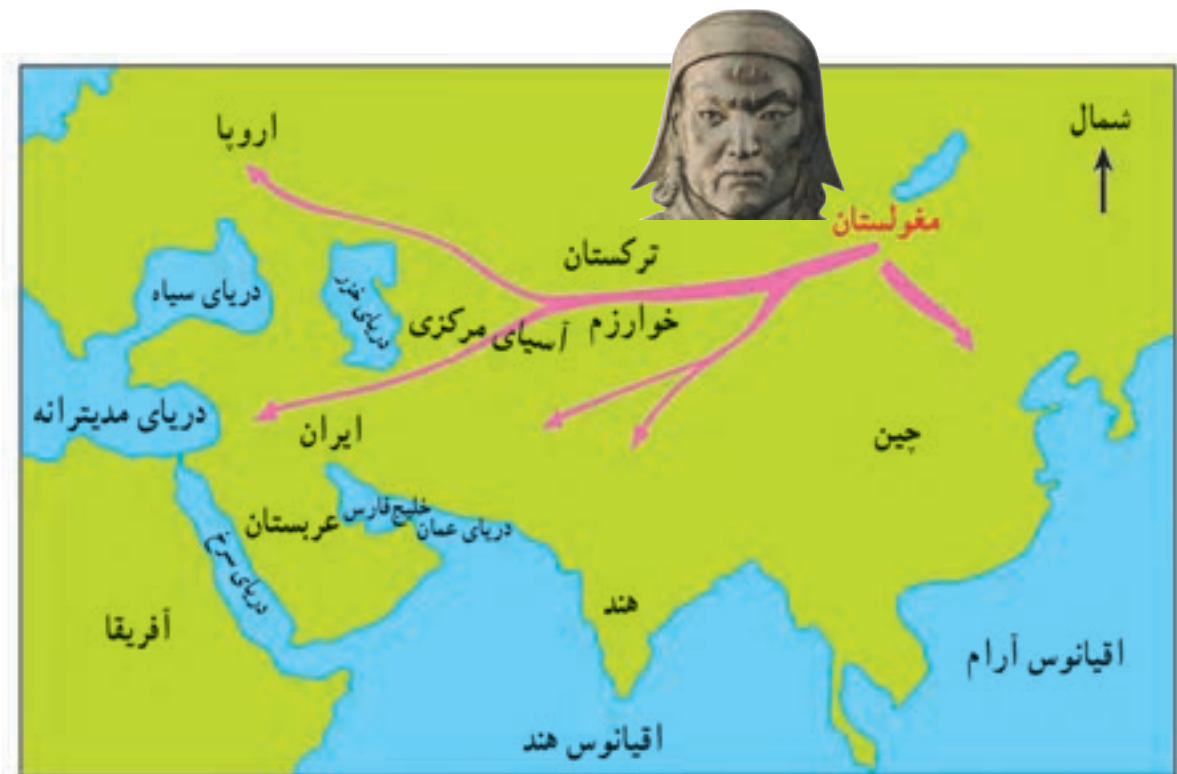 شمال
اروپا
مغولستان
ترکستان
دریای سیاه
دریای خزر
خوارزم
آسیای مرکزی
دریای مدیترانه
ایران
چین
خلیج فارس
عربستان
دریای عمان
دریای سرخ
هند
آفریقا
اقیانوس آرام
اقیانوس هند